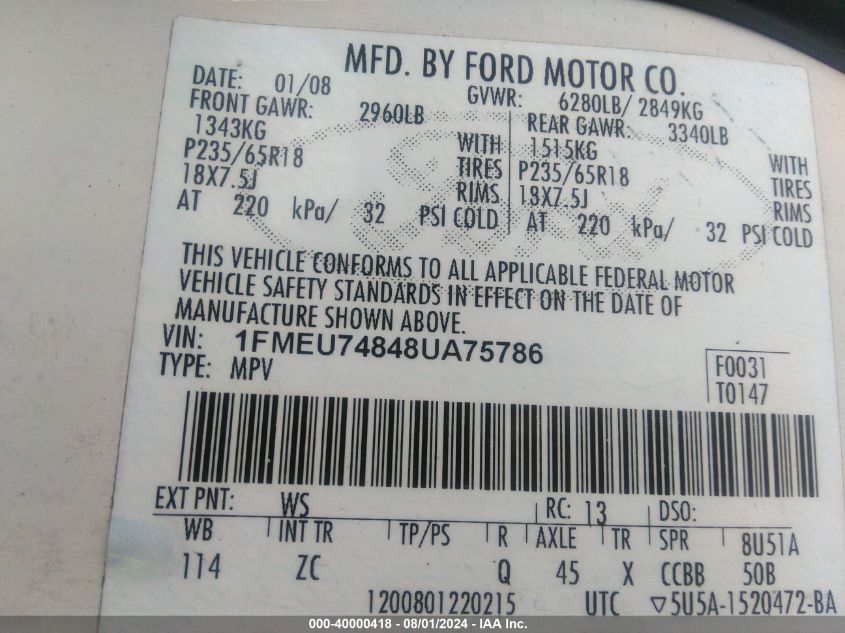 MFD. BY FORD MOTOR CO.
DATE: 01/08 GVWR: 6280LB/ 2849KG
FRONT GAWR: 2960LB REAR GAWR: 3340LB
1343KG WITH 1515KG WITH
P235/65R18 TIRES P235/65R18 TIRES
18X7.5J RIMS 18X7.5J RIMS
AT 220 kPa/ 32 PSI COLD AT 220 kPa/ 32 PSI COLD
THIS VEHICLE CONFORMS TO ALL APPLICABLE FEDERAL MOTOR
VEHICLE SAFETY STANDARDS IN EFFECT ON THE DATE OF
MANUFACTURE SHOWN ABOVE.
VIN: 1FMEU74848UA75786
TYPE: MPV F0031
T0147
EXT PNT: WS RC: 13 DSO:
WB INT TR TP/PS R AXLE TR SPR 8U51A
114 ZC Q 45 X CCBB 50B
1200801220215 UTC ▽5U5A-1520472-BA
000-40000418 - 08/01/2024 - IAA Inc.